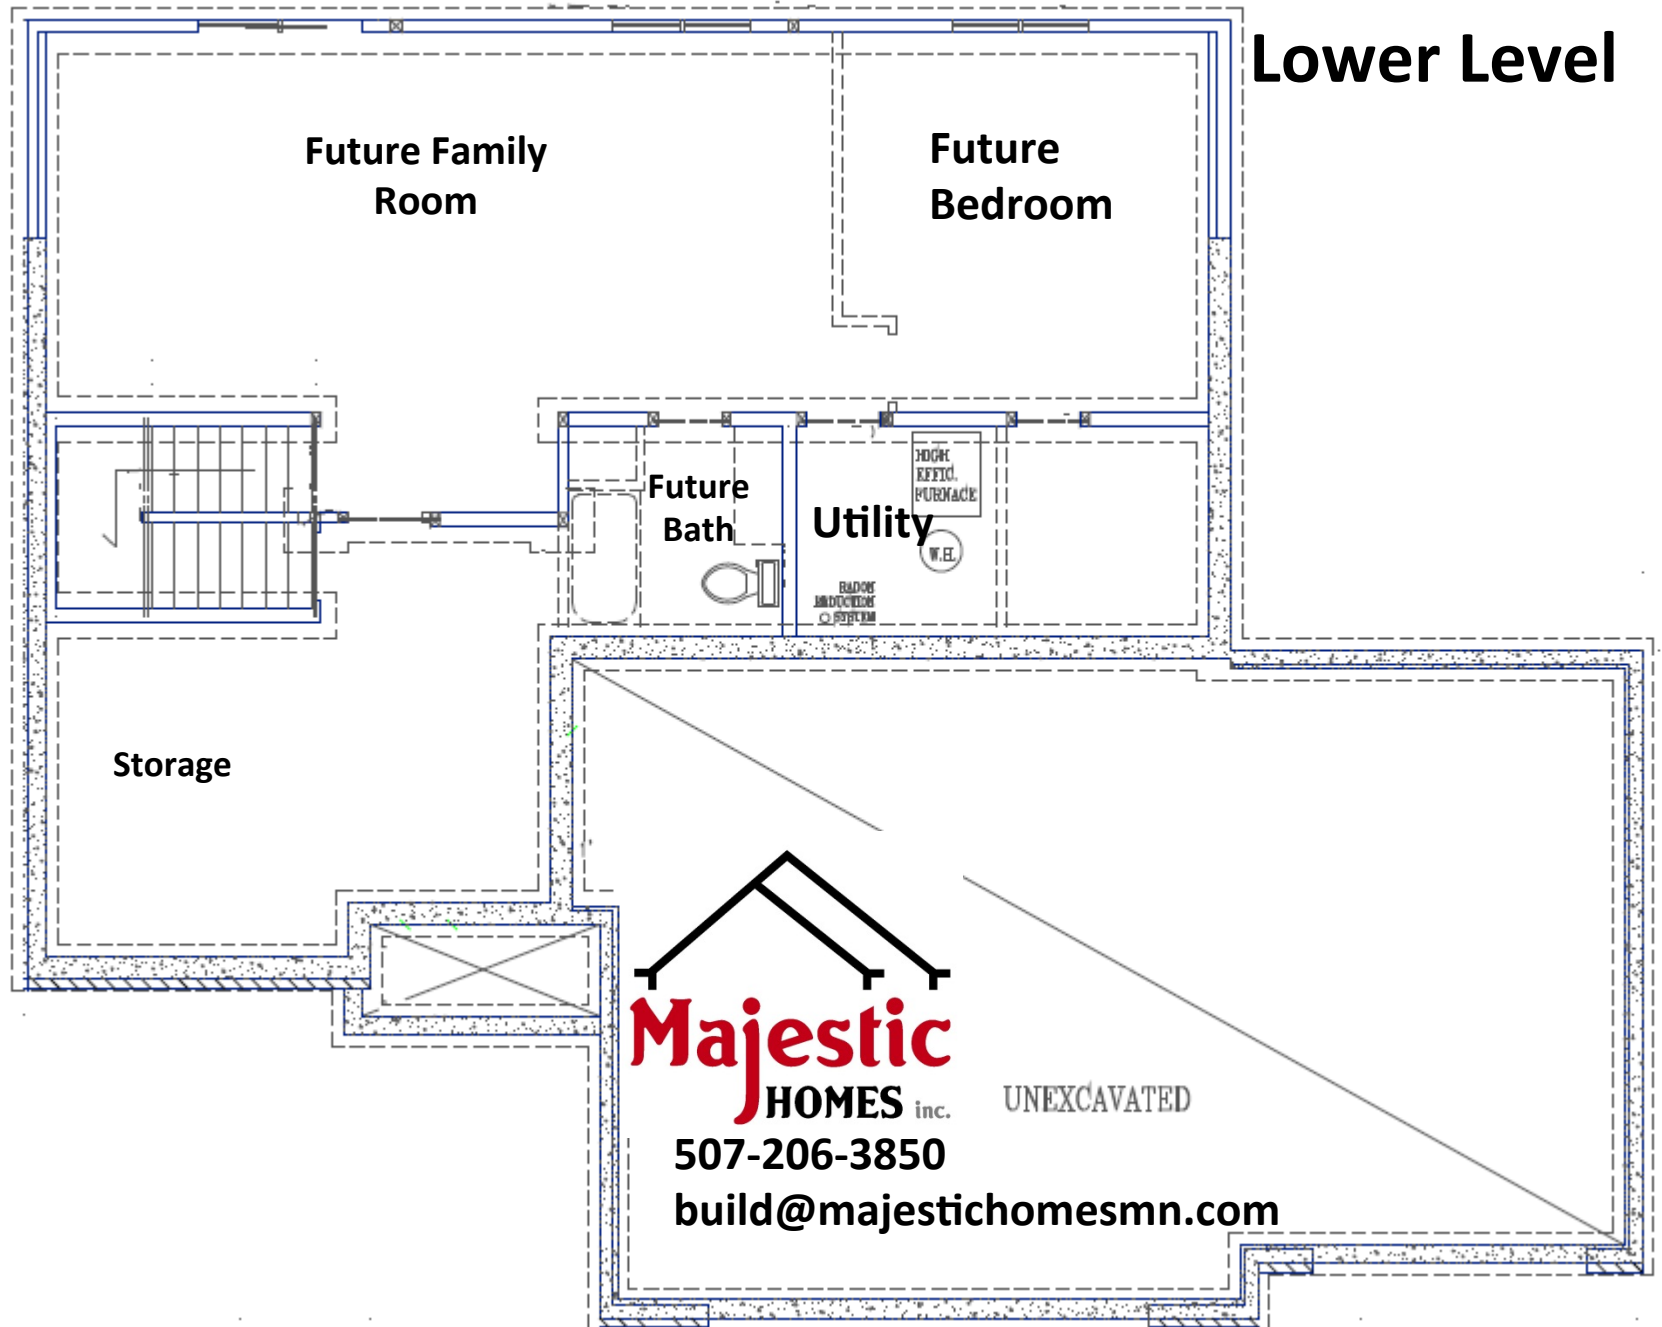 Lower Level
Future Family
Room
Future
Bedroom
HIGH
EFFIC.
FURNACE
Future
Bath
Utility
W.H.
RADON
REDUCTION
SYSTEM
Storage
Majestic
HOMES inc.
UNEXCAVATED
507-206-3850
build@majestichomesmn.com